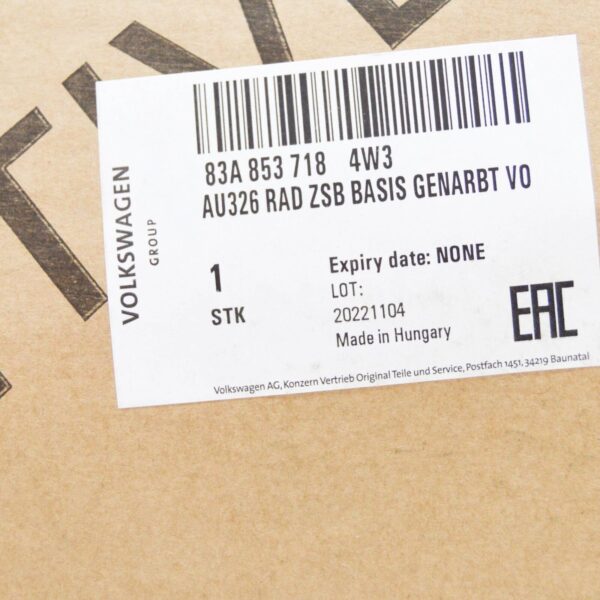 TIVE
VOLKSWAGEN
GROUP
83A 853 718 4W3
AU326 RAD ZSB BASIS GENARBT VO
1
STK
Expiry date: NONE
LOT:
20221104
Made in Hungary
EAC
Volkswagen AG, Konzern Vertrieb Original Teile und Service, Postfach 1451, 34219 Baunatal